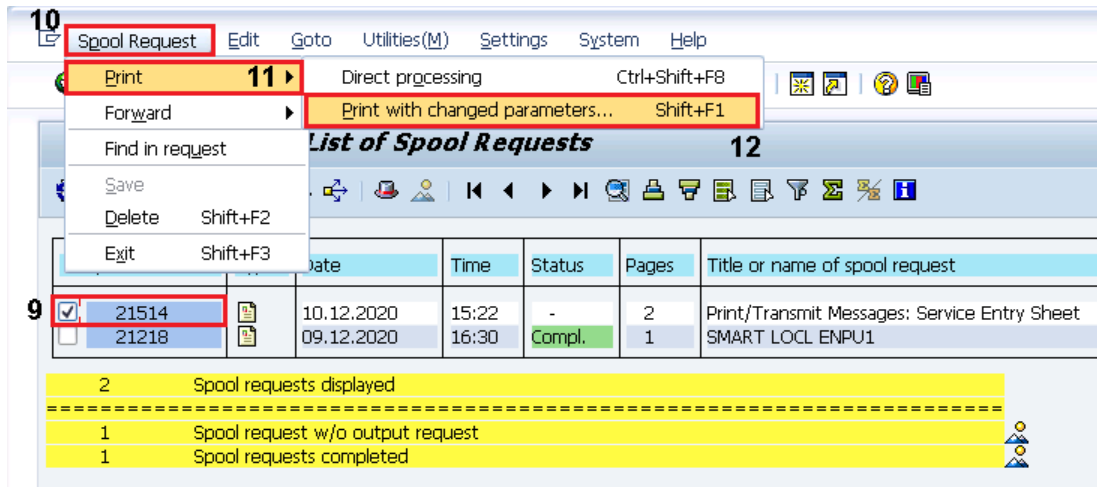 10
Spool Request Edit Goto Utilities(M) Settings System Help
Print 11 Direct processing Ctrl+Shift+F8
Forward Print with changed parameters... Shift+F1
Find in request List of Spool Requests 12
Save
Delete Shift+F2
Exit Shift+F3
Date Time Status Pages Title or name of spool request
9 21514 10.12.2020 15:22 - 2 Print/Transmit Messages: Service Entry Sheet
21218 09.12.2020 16:30 Compl. 1 SMART LOCL ENPU1
2 Spool requests displayed
=======================================================================
1 Spool request w/o output request
1 Spool requests completed